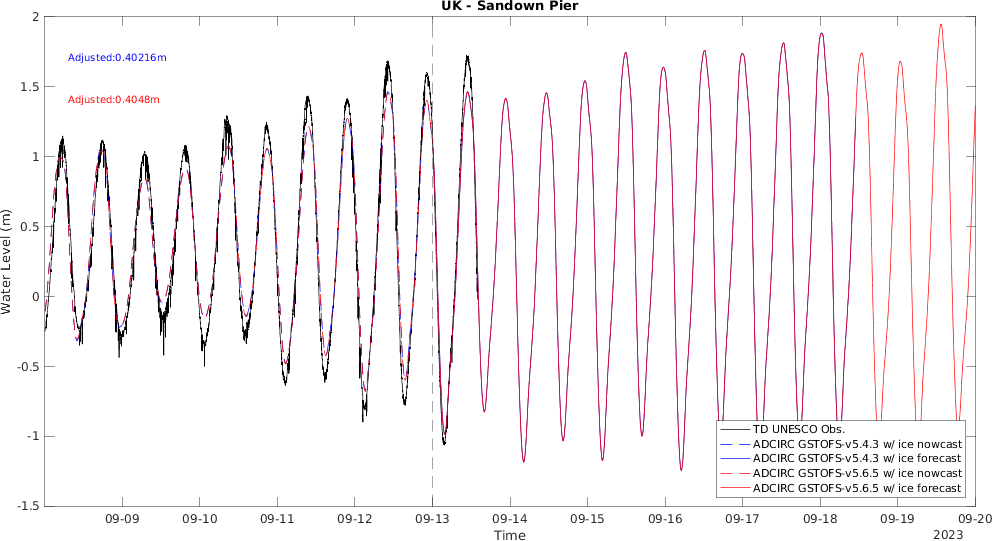 UK - Sandown Pier
2
1.5
1
0.5
0
-0.5
-1
-1.5
Water Level (m)
Adjusted:0.40216m
Adjusted:0.4048m
TD UNESCO Obs.
ADCIRC GSTOFS-v5.4.3 w/ ice nowcast
ADCIRC GSTOFS-v5.4.3 w/ ice forecast
ADCIRC GSTOFS-v5.6.5 w/ ice nowcast
ADCIRC GSTOFS-v5.6.5 w/ ice forecast
09-09 09-10 09-11 09-12 09-13 09-14 09-15 09-16 09-17 09-18 09-19 09-20
Time
2023